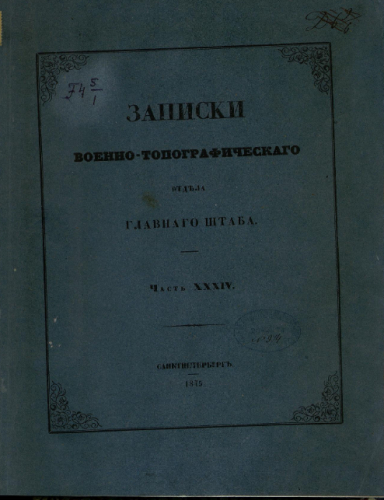 ЗАПИСКИ
ВОЕННО-ТОПОГРАФИЧЕСКАГО
ОТДѢЛА
ГЛАВНАГО ШТАБА.
Часть XXXIV.
САНКТПЕТЕРБУРГЪ.